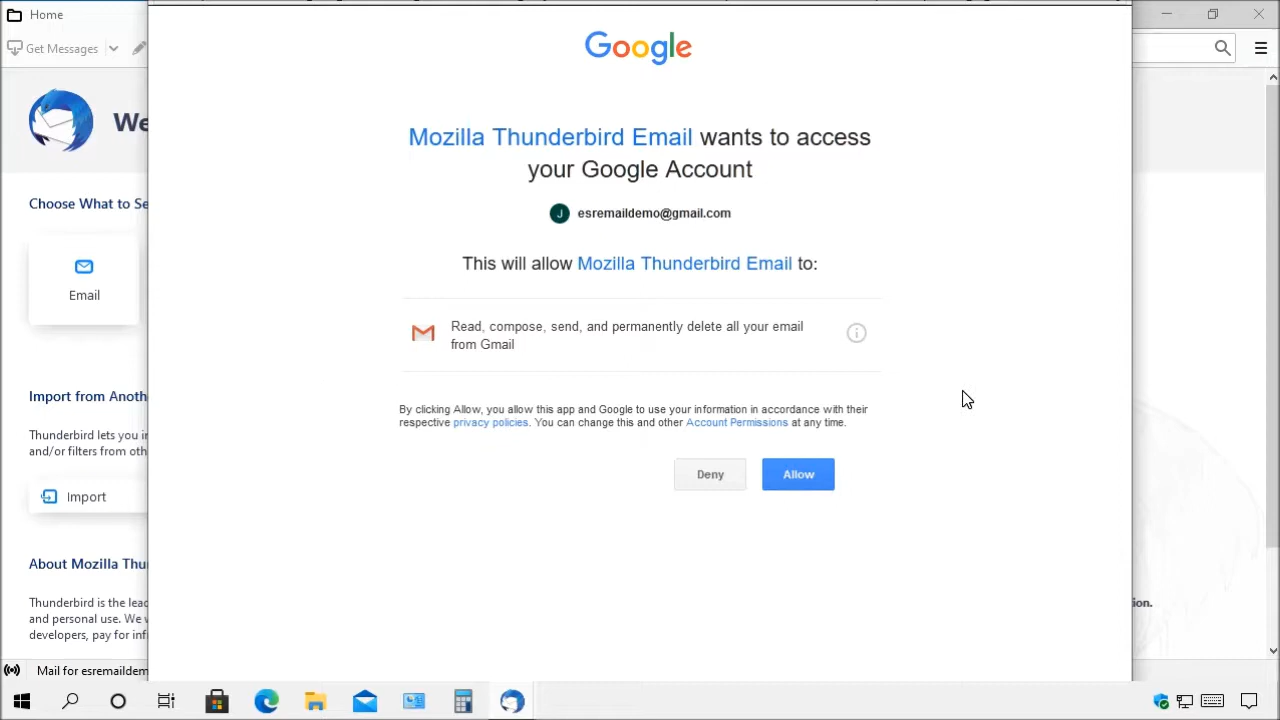 Home
Get Messages
We
Choose What to Se
Email
Import from Anoth
Thunderbird lets you i
and/or filters from oth
Import
About Mozilla Thu
Thunderbird is the lea
and personal use. We
developers, pay for inf
Mail for esremaildem
Google
Mozilla Thunderbird Email wants to access
your Google Account
J esremaildemo@gmail.com
This will allow Mozilla Thunderbird Email to:
Read, compose, send, and permanently delete all your email
from Gmail
By clicking Allow, you allow this app and Google to use your information in accordance with their
respective privacy policies. You can change this and other Account Permissions at any time.
Deny Allow
ion.